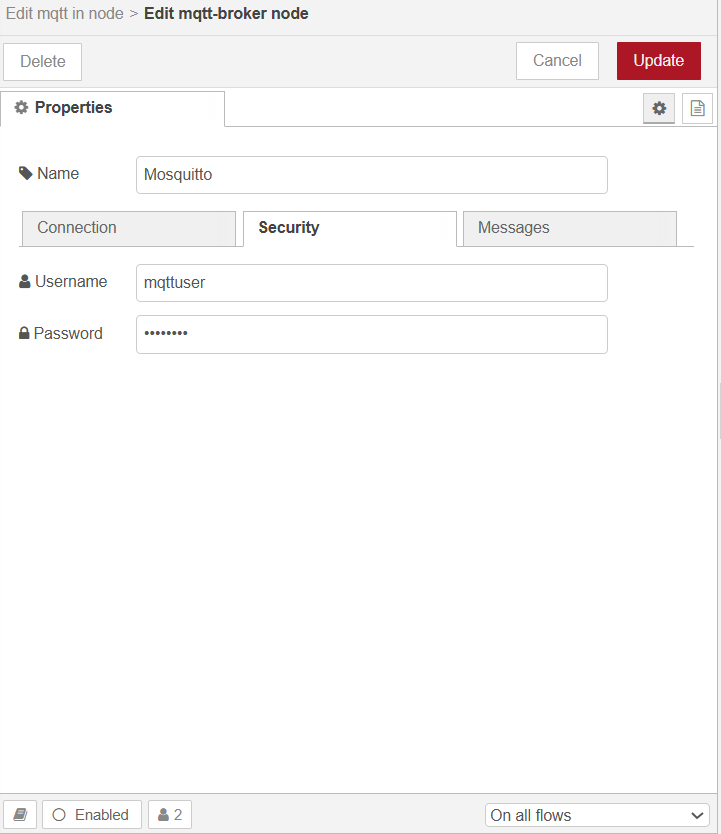 Edit mqtt in node > Edit mqtt-broker node
Delete
Cancel
Update
Properties
Name
Mosquitto
Connection
Security
Messages
Username
mqttuser
Password
••••••••
Enabled
2
On all flows